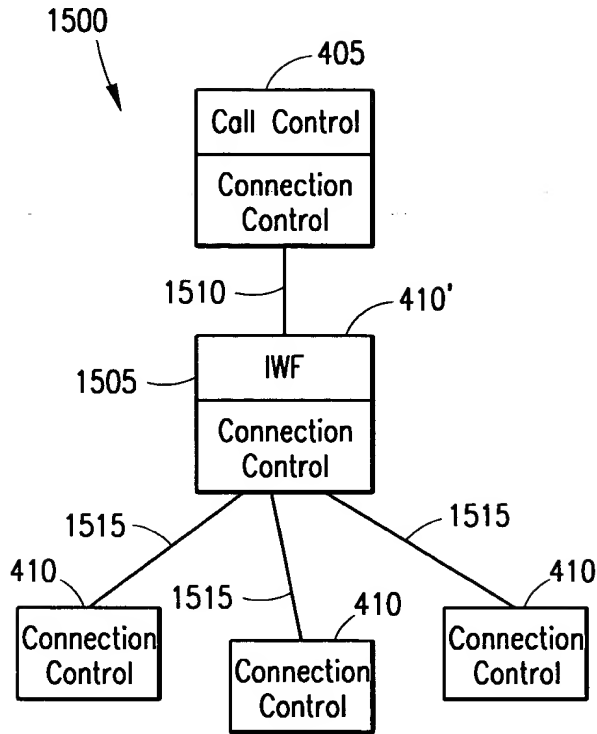 1500
405
Call Control
Connection
Control
1510
410'
1505
IWF
Connection
Control
1515
1515
410
1515
410
410
Connection
Control
Connection
Control
Connection
Control